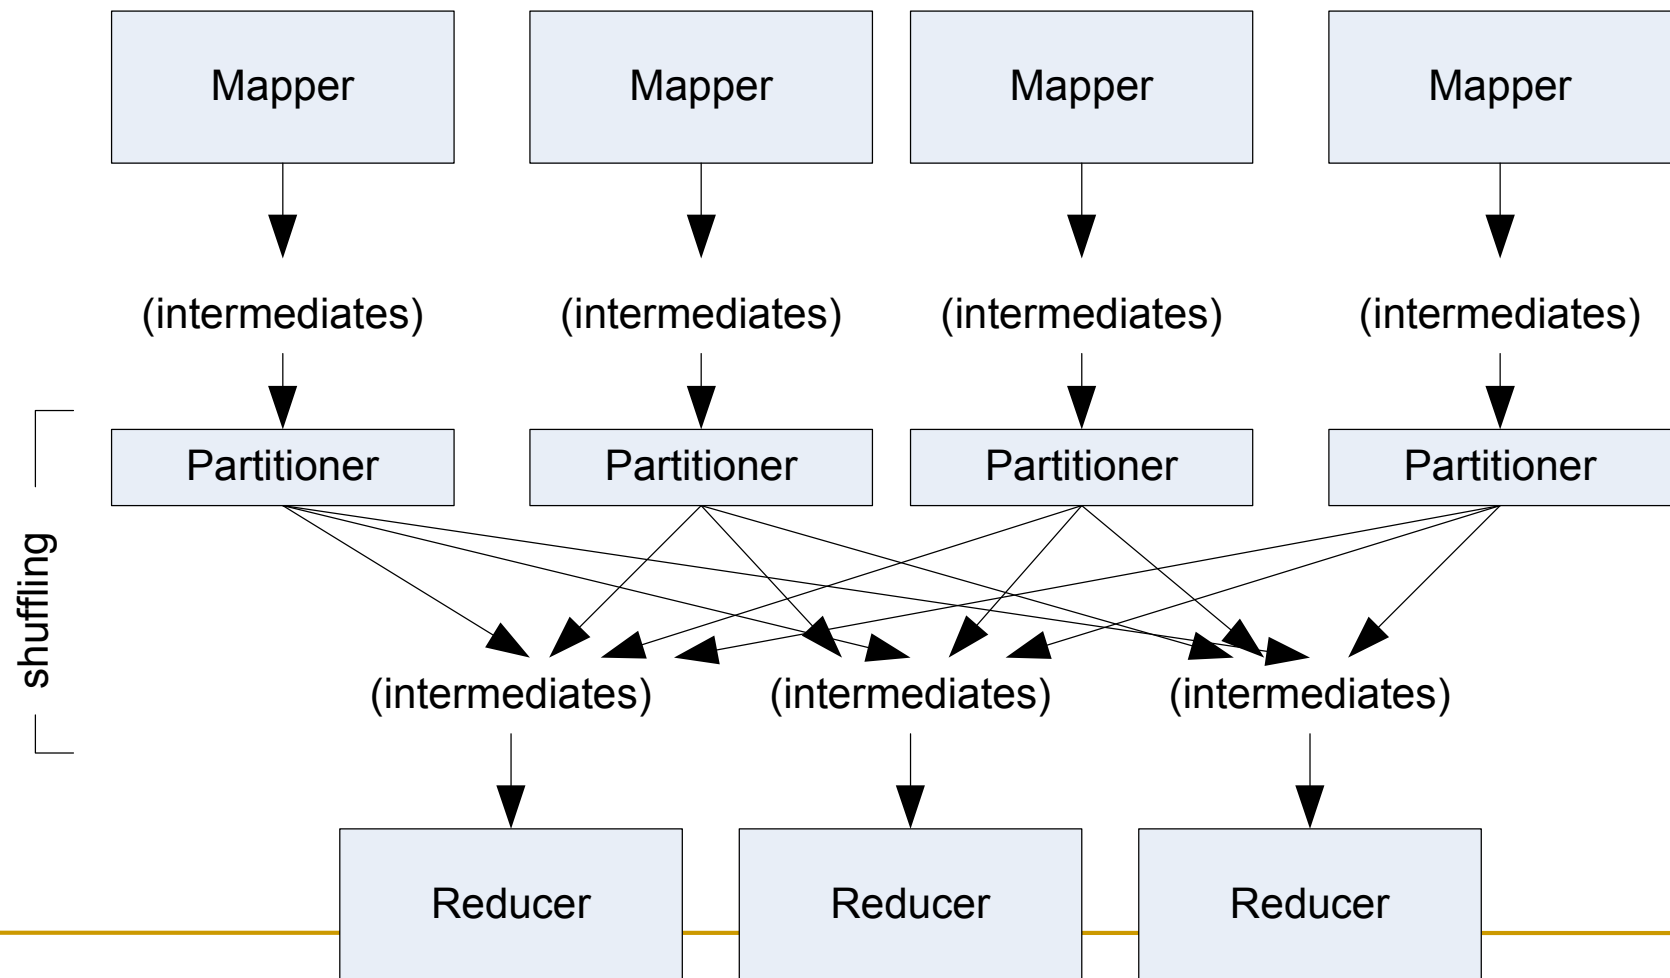 Mapper Mapper Mapper Mapper
(intermediates) (intermediates) (intermediates) (intermediates)
Partitioner Partitioner Partitioner Partitioner
shuffling
(intermediates) (intermediates) (intermediates)
Reducer Reducer Reducer